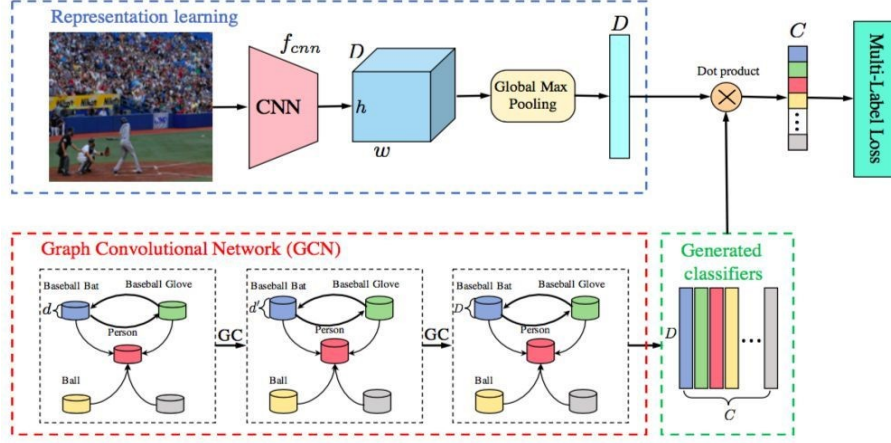 Representation learning
f_cnn
CNN
D
h
w
Global Max
Pooling
D
Dot product
C
Multi-Label Loss
Graph Convolutional Network (GCN)
Baseball Bat
Baseball Glove
d
Person
Ball
GC
Baseball Bat
Baseball Glove
d'
Person
Ball
GC
Baseball Bat
Baseball Glove
D
Person
Ball
Generated
classifiers
D
C